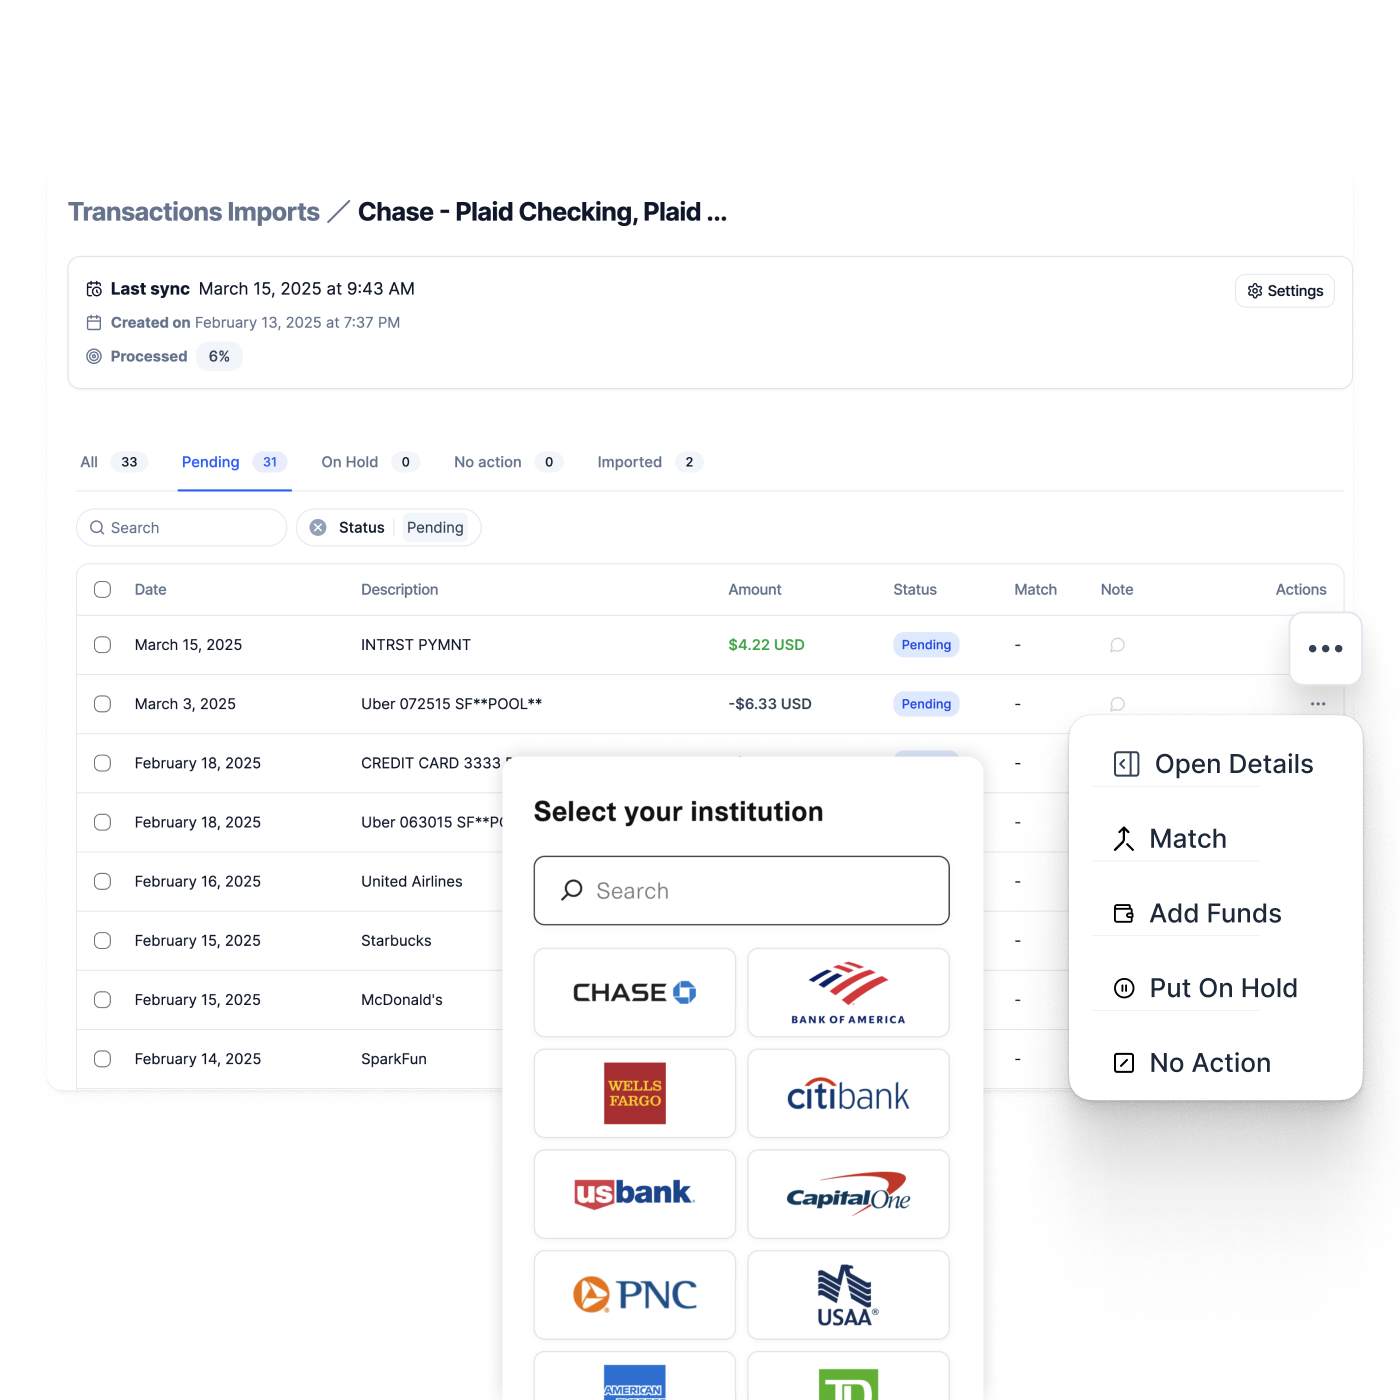 Transactions Imports / Chase - Plaid Checking, Plaid ...
Last sync March 15, 2025 at 9:43 AM
Settings
Created on February 13, 2025 at 7:37 PM
Processed 6%
All 33 Pending 31 On Hold 0 No action 0 Imported 2
Search Status Pending
Date Description Amount Status Match Note Actions
March 15, 2025 INTRST PYMNT $4.22 USD Pending -
March 3, 2025 Uber 072515 SF**POOL** -$6.33 USD Pending -
February 18, 2025 CREDIT CARD 3333 -
February 18, 2025 Uber 063015 -
February 16, 2025 United Airlines -
February 15, 2025 Starbucks -
February 15, 2025 McDonald's -
February 14, 2025 SparkFun -
Open Details
Match
Add Funds
Put On Hold
No Action
Select your institution
Search
CHASE
BANK OF AMERICA
WELLS
FARGO
citibank
usbank
Capital One
PNC
USAA®
AMERICAN
TD